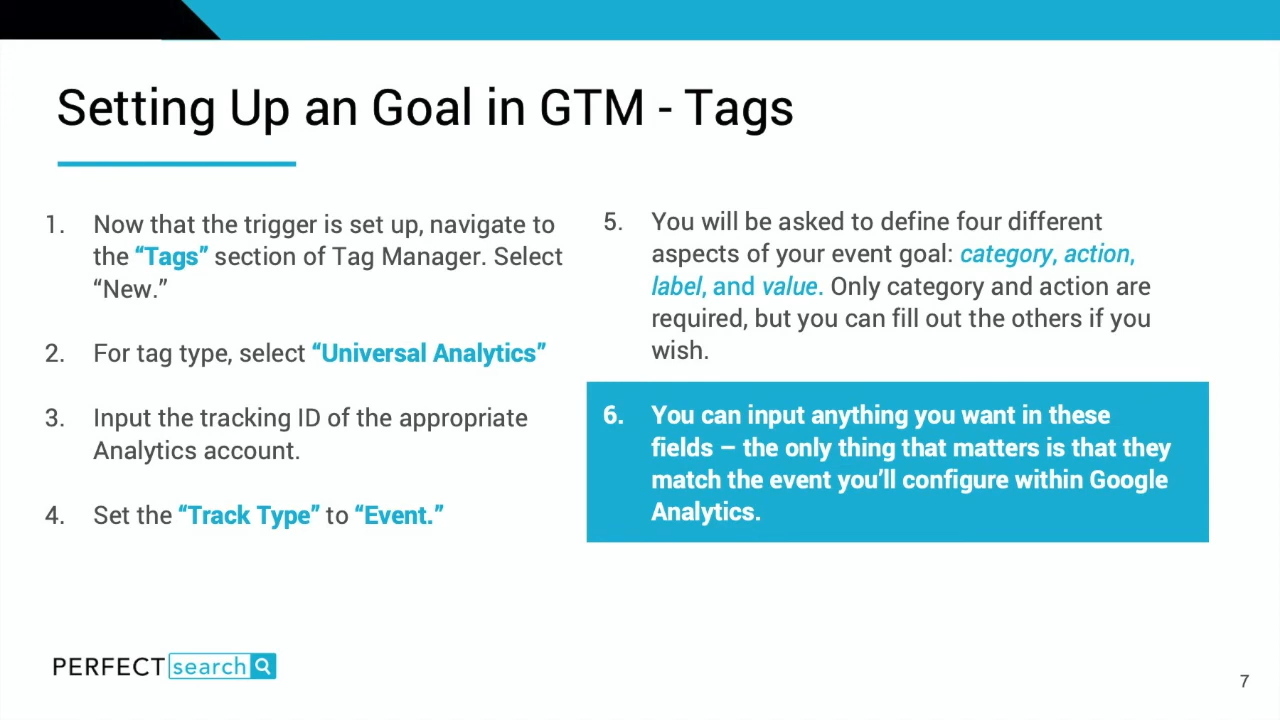 Setting Up an Goal in GTM - Tags
1. Now that the trigger is set up, navigate to
the “Tags” section of Tag Manager. Select
“New.”
2. For tag type, select “Universal Analytics”
3. Input the tracking ID of the appropriate
Analytics account.
4. Set the “Track Type” to “Event.”
5. You will be asked to define four different
aspects of your event goal: category, action,
label, and value. Only category and action are
required, but you can fill out the others if you
wish.
6. You can input anything you want in these
fields – the only thing that matters is that they
match the event you’ll configure within Google
Analytics.
PERFECT search
7